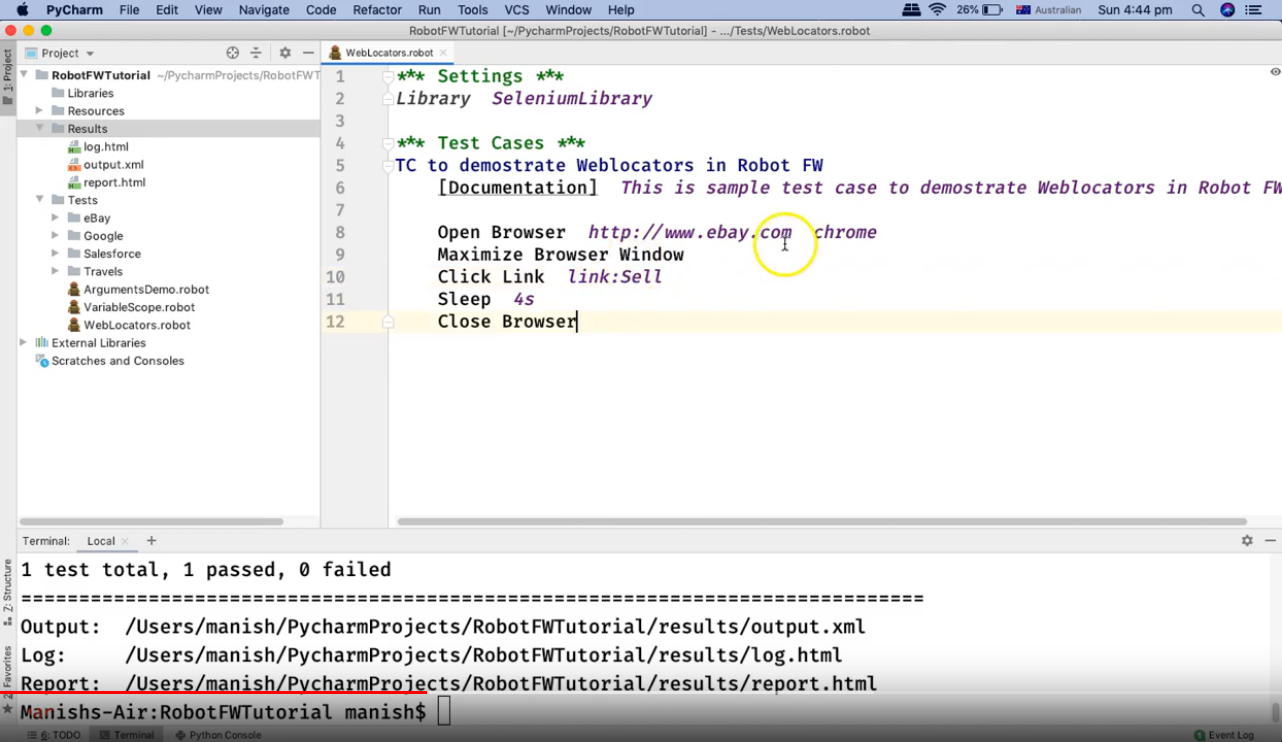 PyCharm File Edit View Navigate Code Refactor Run Tools VCS Window Help 26% Australian Sun 4:44 pm
RobotFWTutorial [~/PycharmProjects/RobotFWTutorial] - .../Tests/WebLocators.robot
Project
WebLocators.robot
1: Project
RobotFWTutorial ~/PycharmProjects/RobotFWT
Libraries
Resources
Results
log.html
output.xml
report.html
Tests
eBay
Google
Salesforce
Travels
ArgumentsDemo.robot
VariableScope.robot
WebLocators.robot
External Libraries
Scratches and Consoles
1 *** Settings ***
2 Library SeleniumLibrary
3
4 *** Test Cases ***
5 TC to demostrate Weblocators in Robot FW
6 [Documentation] This is sample test case to demostrate Weblocators in Robot FW
7
8 Open Browser http://www.ebay.com chrome
9 Maximize Browser Window
10 Click Link link:Sell
11 Sleep 4s
12 Close Browser
Terminal: Local +
1 test total, 1 passed, 0 failed
==============================================================================
Output: /Users/manish/PycharmProjects/RobotFWTutorial/results/output.xml
Log: /Users/manish/PycharmProjects/RobotFWTutorial/results/log.html
Report: /Users/manish/PycharmProjects/RobotFWTutorial/results/report.html
Manishs-Air:RobotFWTutorial manish$
Z: Structure
2: Favorites
6: TODO Terminal Python Console 1 Event Log